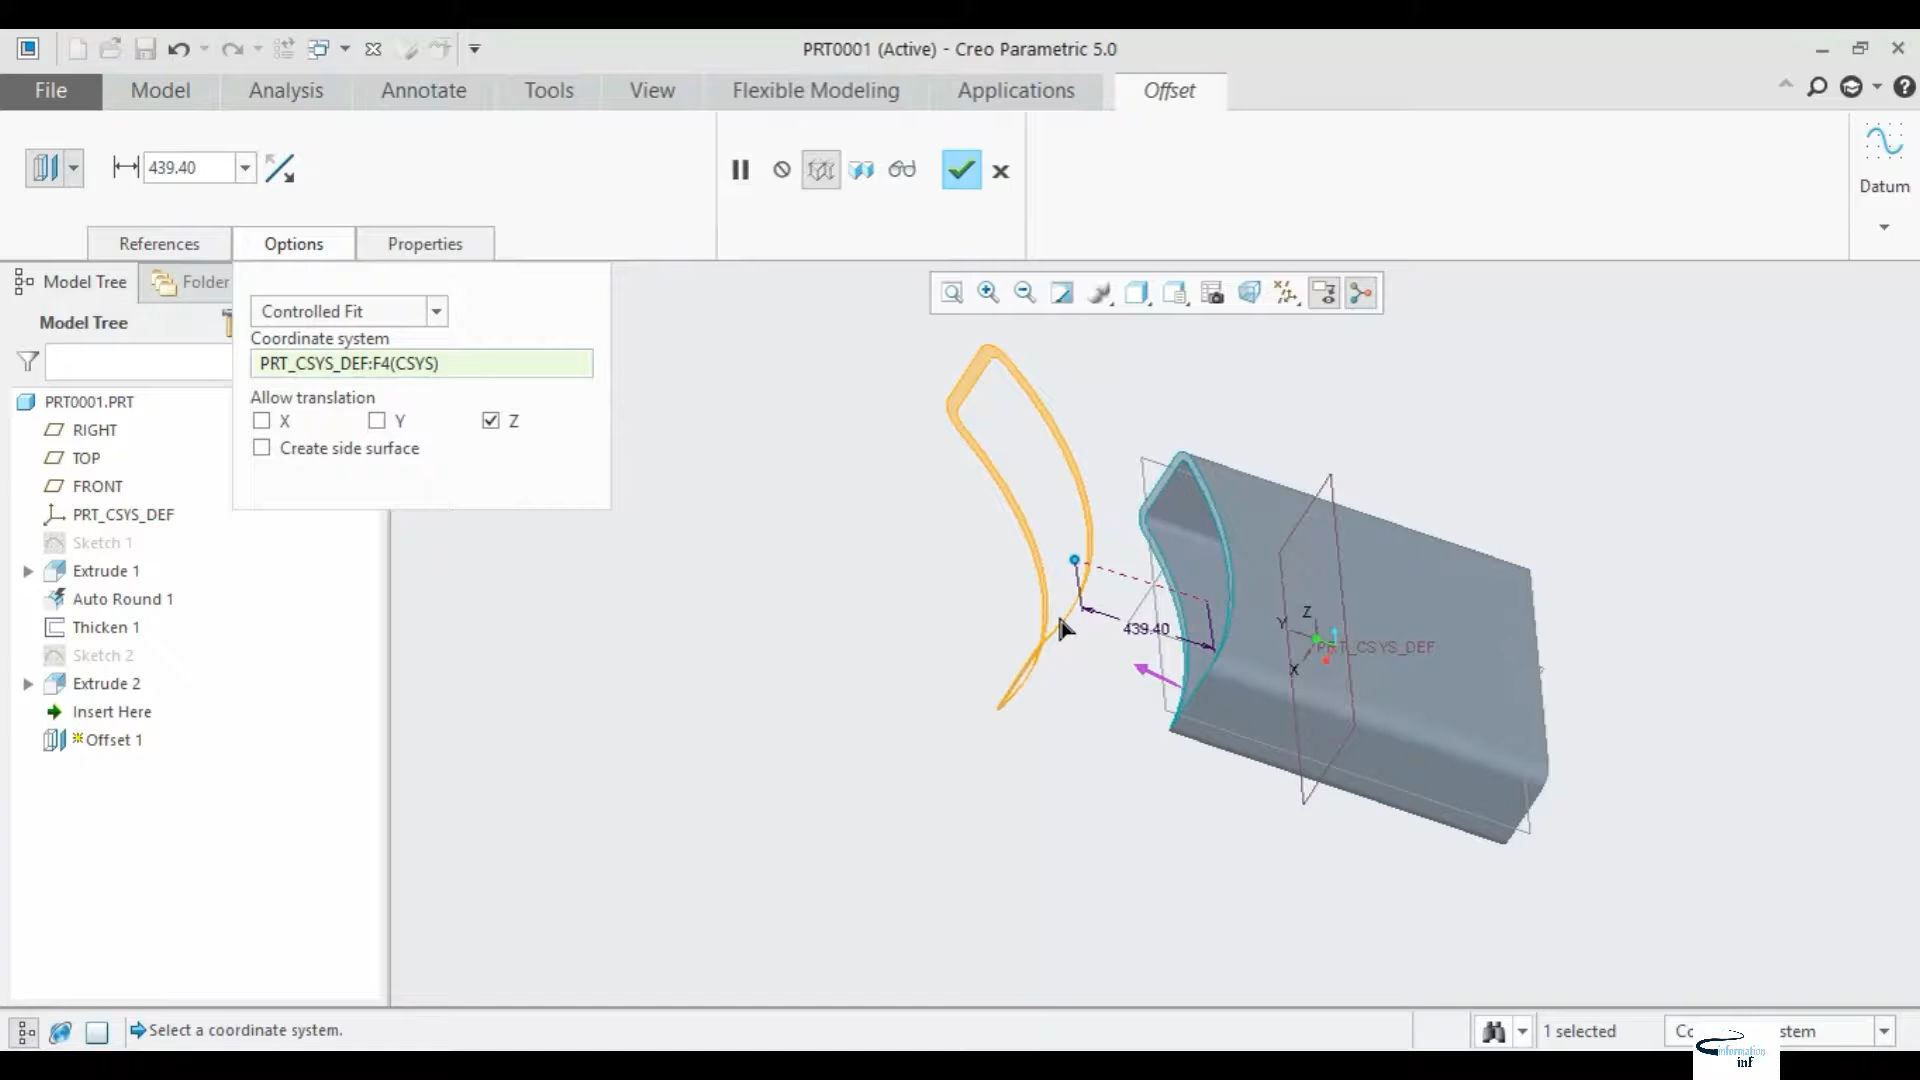 PRT0001 (Active) - Creo Parametric 5.0
File Model Analysis Annotate Tools View Flexible Modeling Applications Offset
439.40
Datum
References Options Properties
Model Tree Folder
Model Tree
Controlled Fit
Coordinate system
PRT_CSYS_DEF:F4(CSYS)
Allow translation
X Y Z
Create side surface
PRT0001.PRT
RIGHT
TOP
FRONT
PRT_CSYS_DEF
Sketch 1
Extrude 1
Auto Round 1
Thicken 1
Sketch 2
Extrude 2
Insert Here
Offset 1
439.40
Z
Y
X
PRT_CSYS_DEF
Select a coordinate system.
1 selected
information
inf